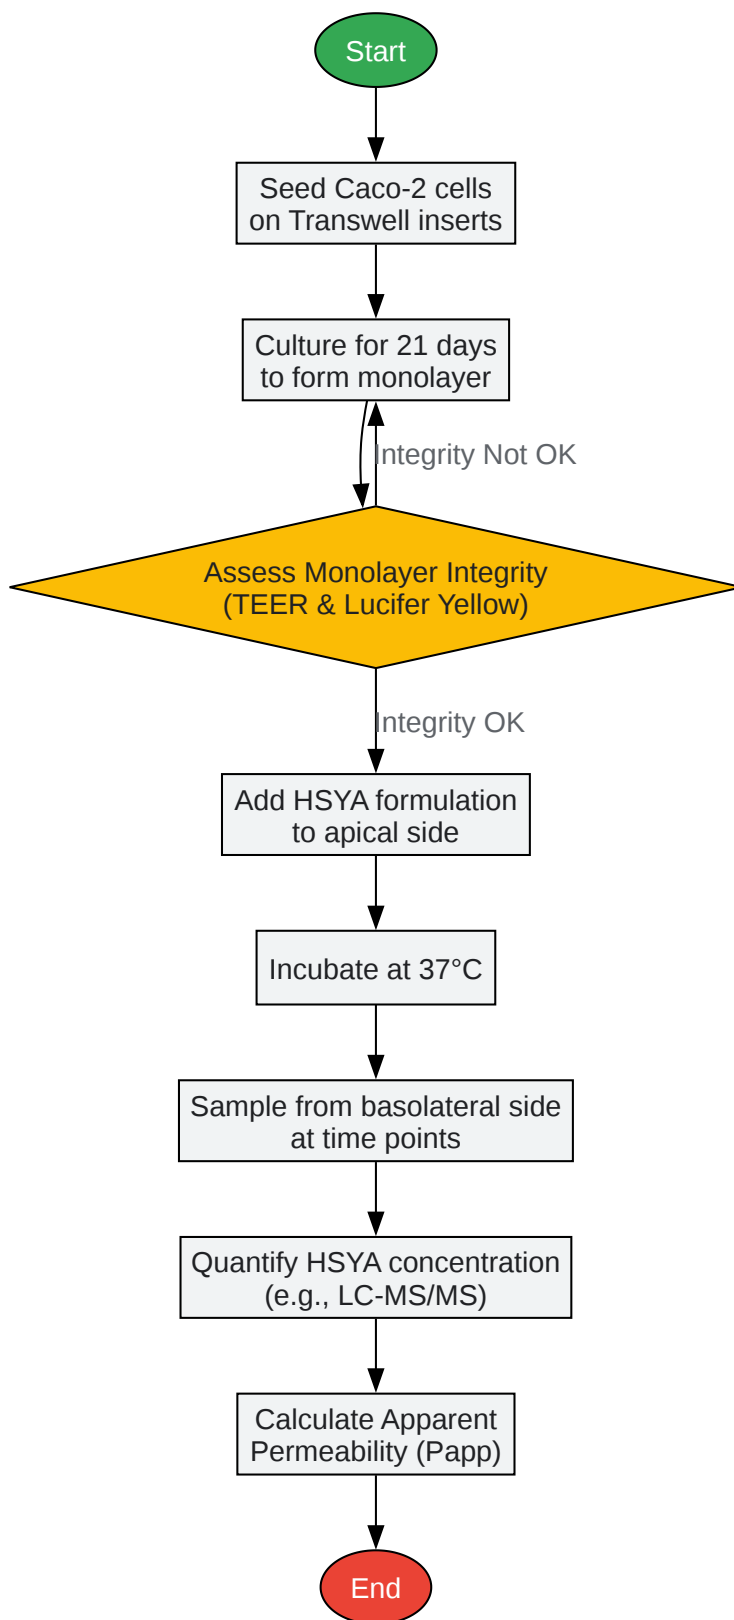 Start
Seed Caco-2 cells
on Transwell inserts
Culture for 21 days
to form monolayer
Integrity Not OK
Assess Monolayer Integrity
(TEER & Lucifer Yellow)
Integrity OK
Add HSYA formulation
to apical side
Incubate at 37°C
Sample from basolateral side
at time points
Quantify HSYA concentration
(e.g., LC-MS/MS)
Calculate Apparent
Permeability (Papp)
End